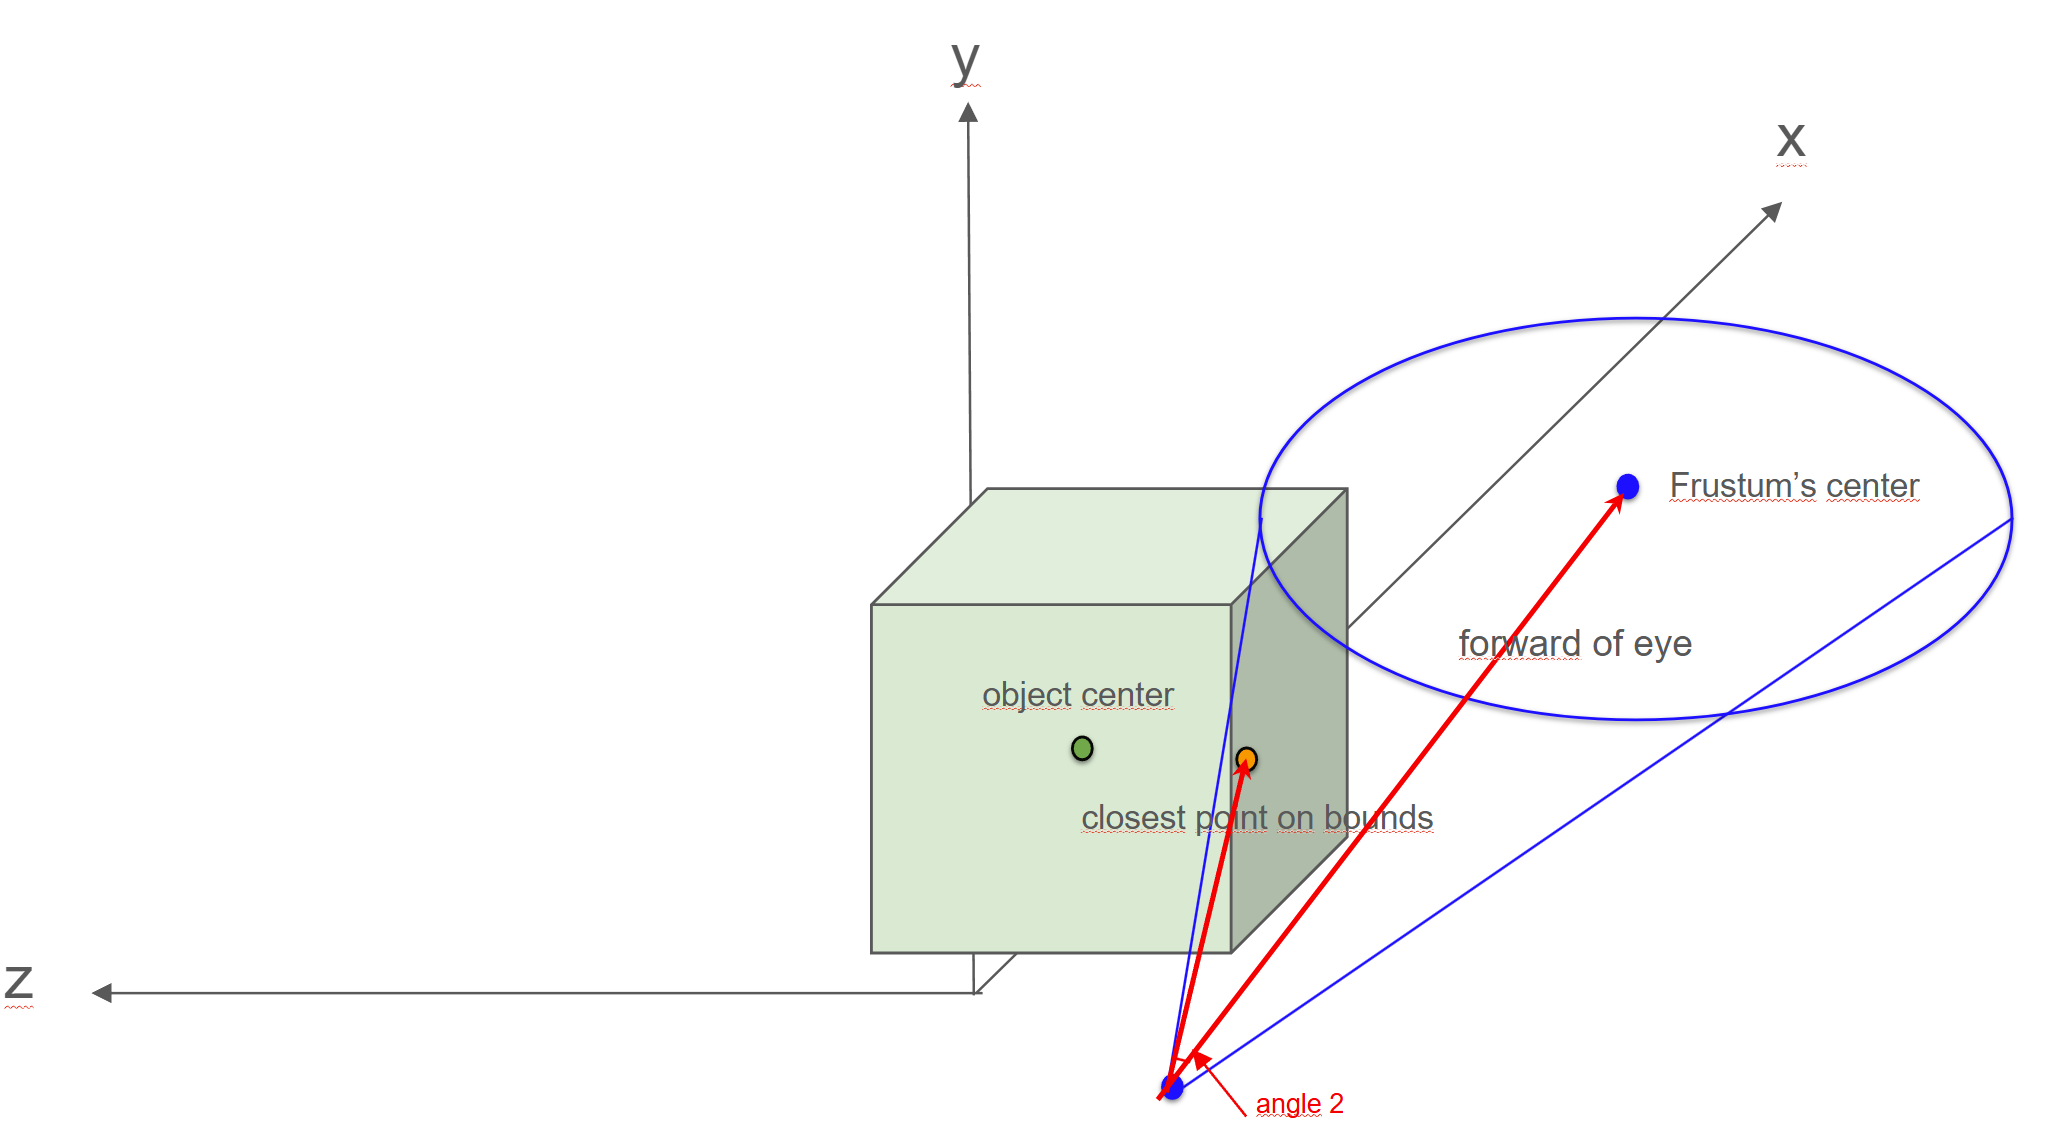 y
x
Frustum’s center
forward of eye
object center
closest point on bounds
z
angle 2